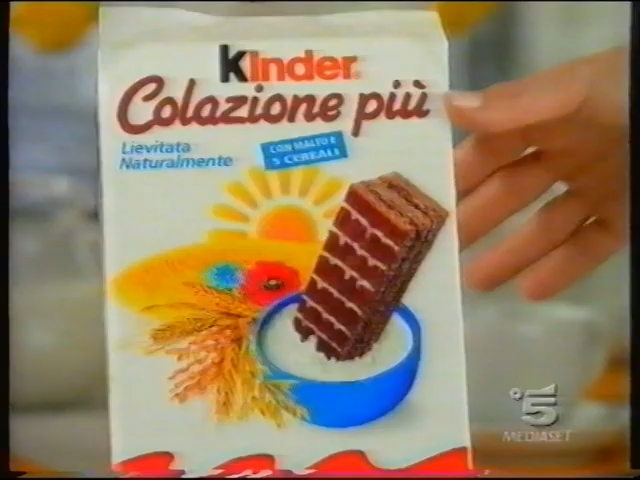 Kinder
Colazione più
Lievitata
Naturalmente
CON MALTO E
5 CEREALI
5
MEDIASET